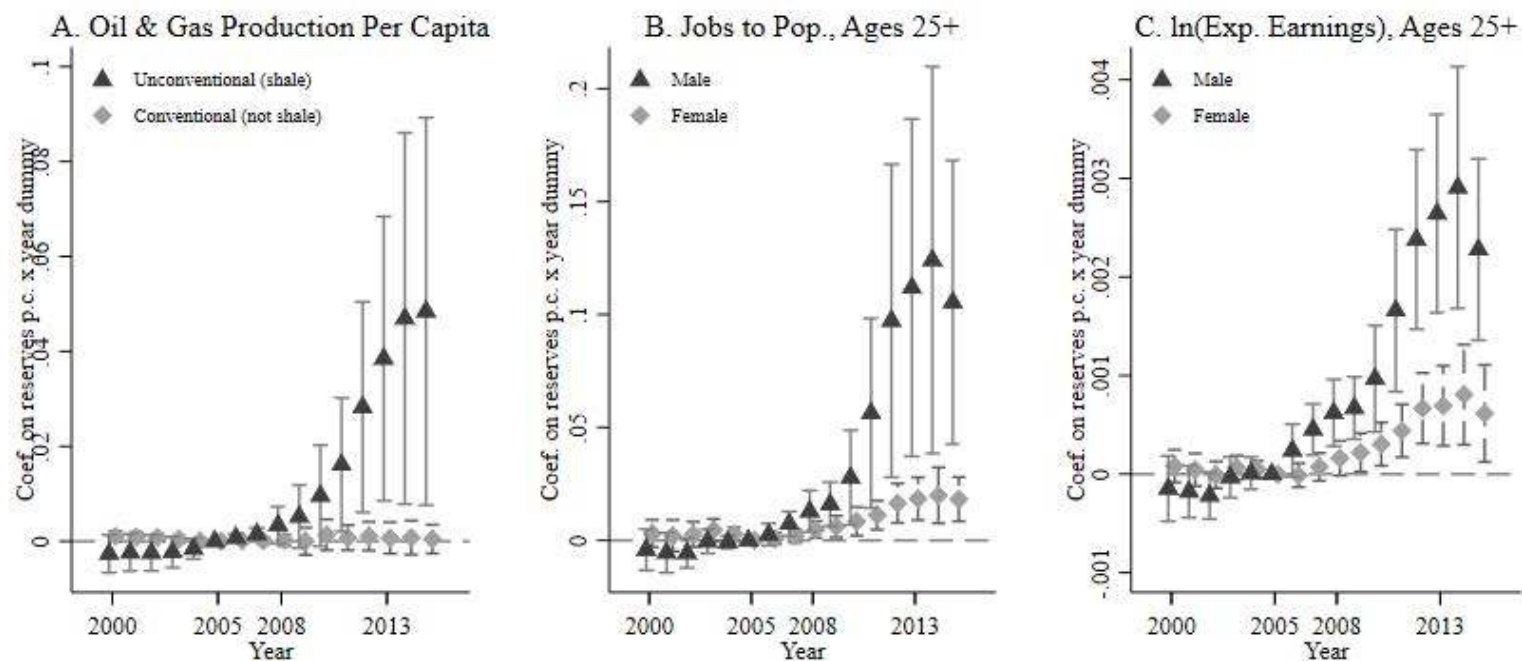 A. Oil & Gas Production Per Capita
Unconventional (shale)
Conventional (not shale)
Coef. on reserves p.c. x year dummy
.1
.08
.06
.04
.02
0
2000 2005 2008 2013
Year
B. Jobs to Pop., Ages 25+
Male
Female
Coef. on reserves p.c. x year dummy
.2
.15
.1
.05
0
2000 2005 2008 2013
Year
C. ln(Exp. Earnings), Ages 25+
Male
Female
Coef. on reserves p.c. x year dummy
.004
.003
.002
.001
0
-.001
2000 2005 2008 2013
Year